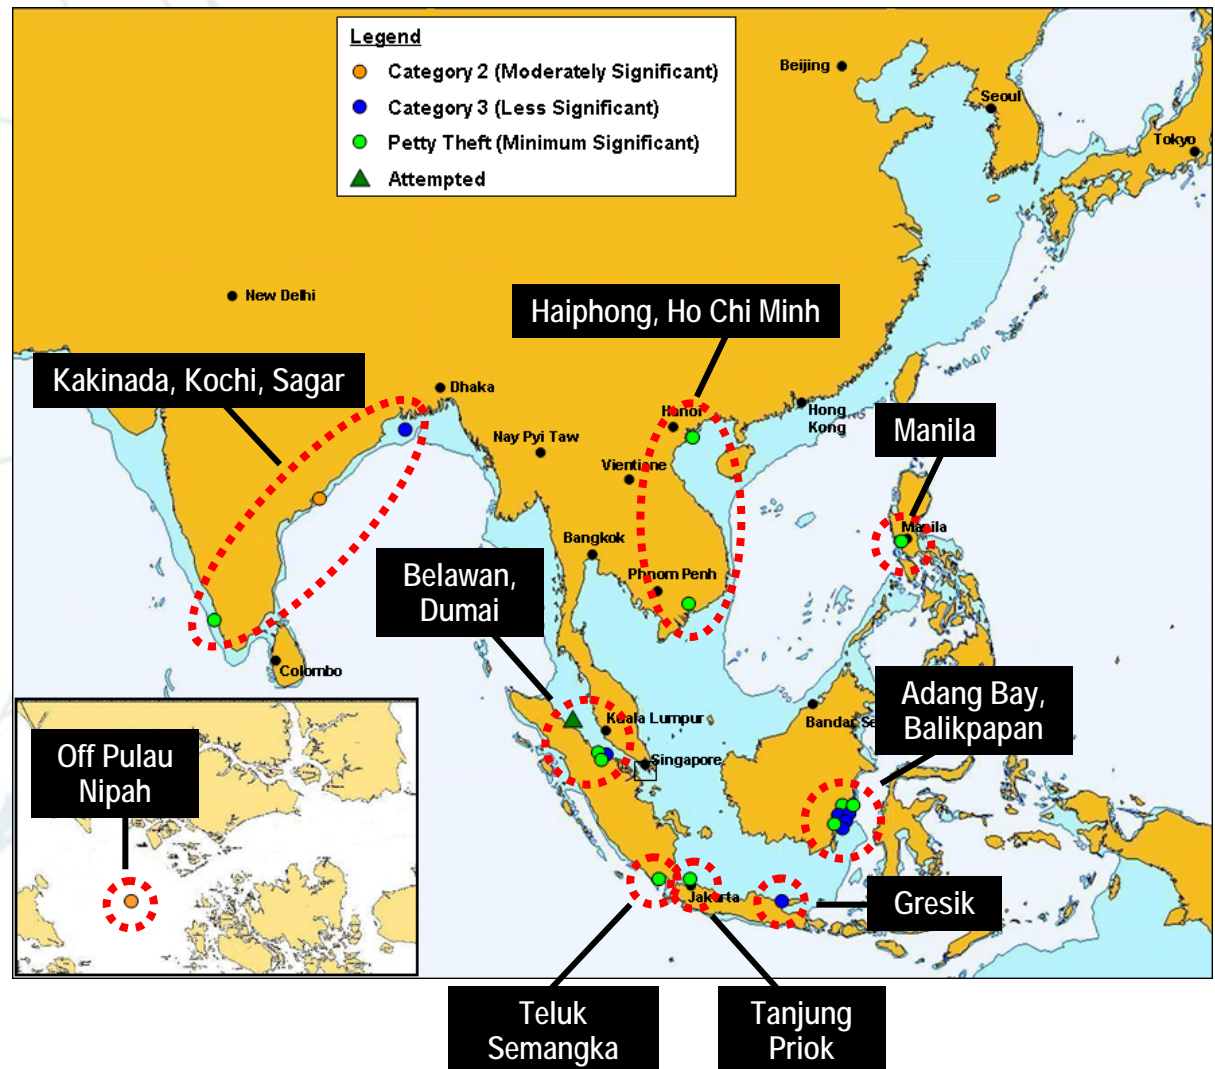 Legend
Category 2 (Moderately Significant)
Category 3 (Less Significant)
Petty Theft (Minimum Significant)
Attempted
Beijing
Seoul
Tokyo
New Delhi
Haiphong, Ho Chi Minh
Kakinada, Kochi, Sagar
Dhaka
Hanoi
Hong
Kong
Manila
Nay Pyi Taw
Vientiane
Manila
Bangkok
Belawan,
Dumai
Phnom Penh
Colombo
Adang Bay,
Balikpapan
Kuala Lumpur
Bandar Se
Off Pulau
Nipah
Singapore
Jakarta
Gresik
Teluk
Semangka
Tanjung
Priok